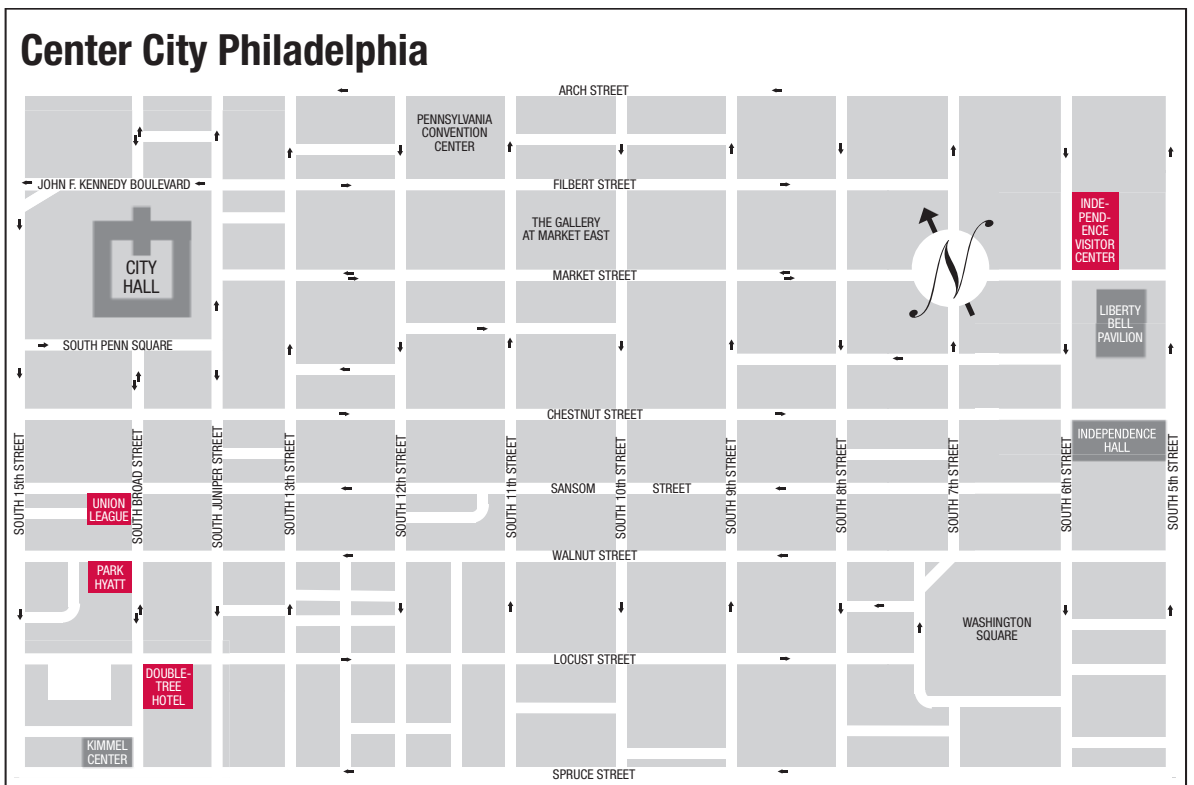 Center City Philadelphia
ARCH STREET
PENNSYLVANIA
CONVENTION
CENTER
JOHN F. KENNEDY BOULEVARD
FILBERT STREET
INDE-
PEND-
ENCE
VISITOR
CENTER
THE GALLERY
AT MARKET EAST
N
CITY
HALL
MARKET STREET
LIBERTY
BELL
PAVILION
SOUTH PENN SQUARE
CHESTNUT STREET
INDEPENDENCE
HALL
SOUTH 15th STREET
SOUTH BROAD STREET
SOUTH JUNIPER STREET
SOUTH 13th STREET
SOUTH 12th STREET
SOUTH 11th STREET
SOUTH 10th STREET
SOUTH 9th STREET
SOUTH 8th STREET
SOUTH 7th STREET
SOUTH 6th STREET
SOUTH 5th STREET
SANSOM STREET
UNION
LEAGUE
WALNUT STREET
PARK
HYATT
WASHINGTON
SQUARE
LOCUST STREET
DOUBLE-
TREE
HOTEL
KIMMEL
CENTER
SPRUCE STREET